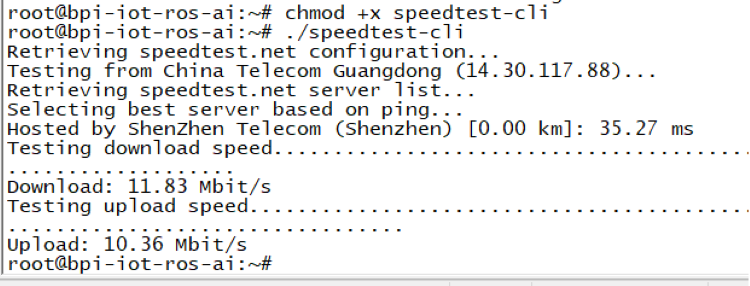 root@bpi-iot-ros-ai:~# chmod +x speedtest-cli
root@bpi-iot-ros-ai:~# ./speedtest-cli
Retrieving speedtest.net configuration...
Testing from China Telecom Guangdong (14.30.117.88)...
Retrieving speedtest.net server list...
Selecting best server based on ping...
Hosted by ShenZhen Telecom (Shenzhen) [0.00 km]: 35.27 ms
Testing download speed........................................
...................
Download: 11.83 Mbit/s
Testing upload speed..........................................
.................................
Upload: 10.36 Mbit/s
root@bpi-iot-ros-ai:~#